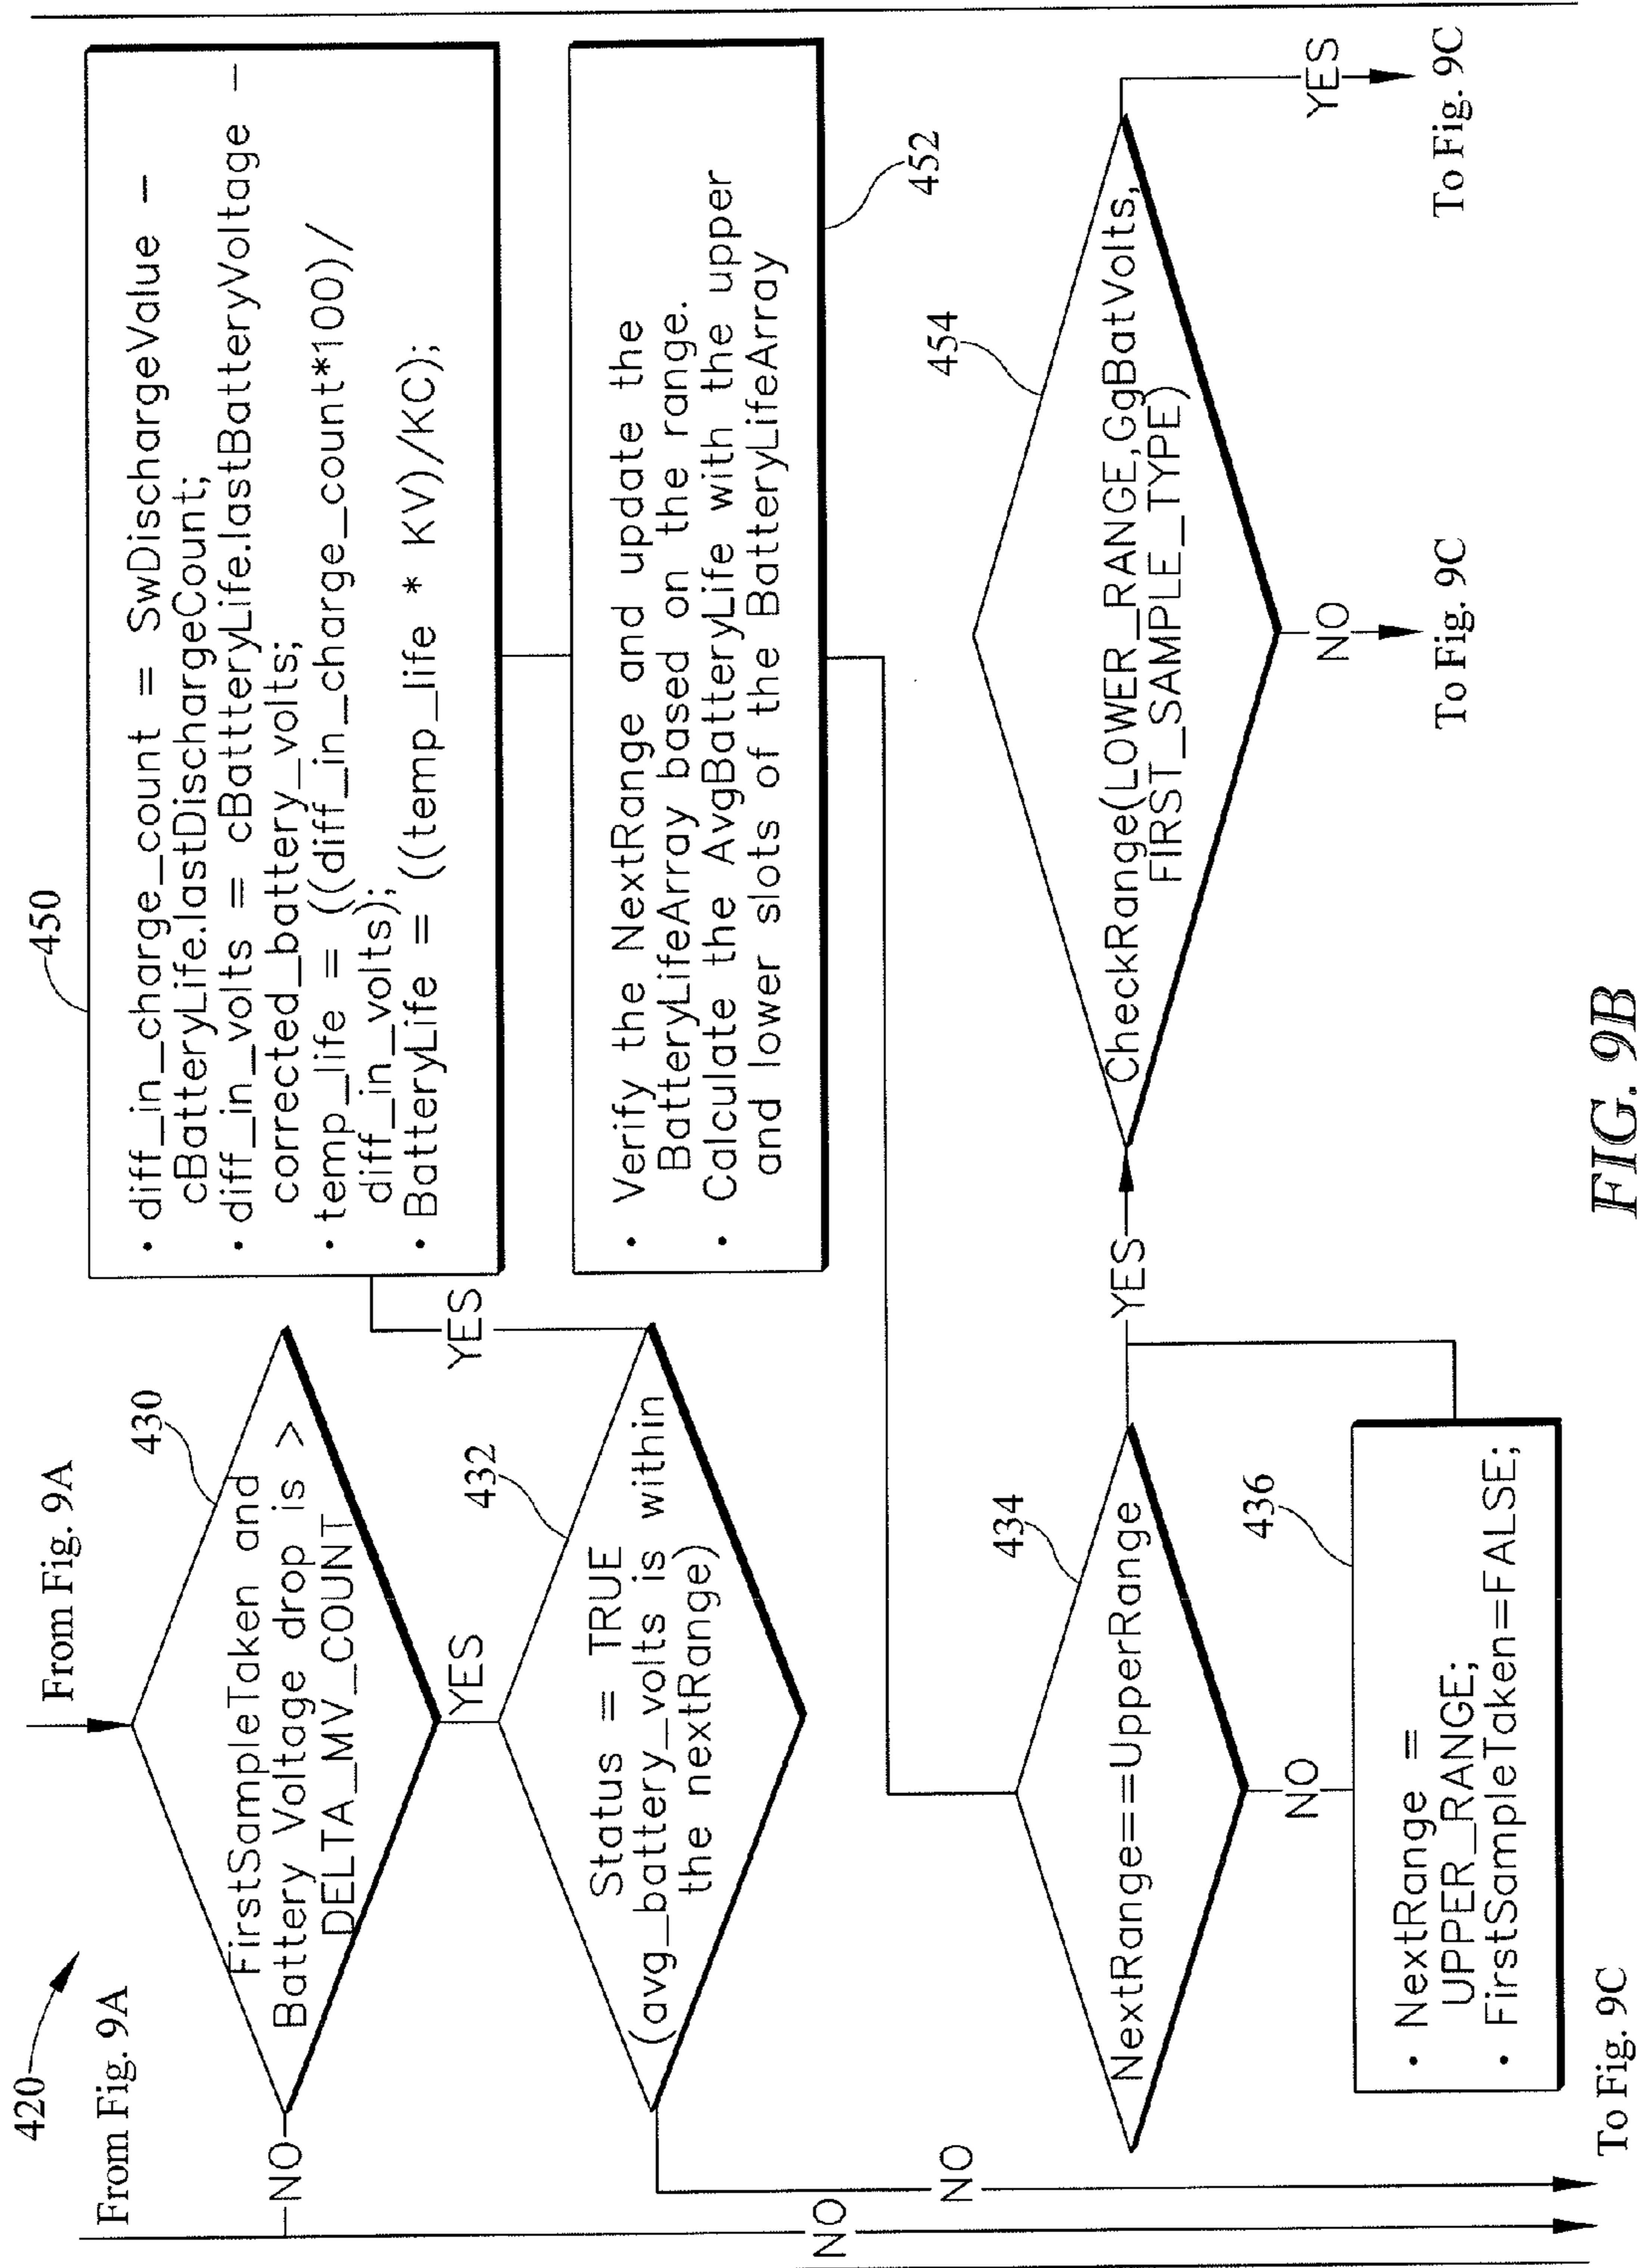 420
From Fig. 9A
From Fig. 9A
430
FirstSampleTaken and
Battery Voltage drop is >
DELTA_MV_COUNT
NO
YES
432
Status = TRUE
(avg_battery_volts is within
the nextRange)
YES
NO
NO
450
• diff_in_charge_count = SwDischargeValue –
cBatteryLife.lastDischargeCount;
• diff_in_volts = cBattteryLife.lastBatteryVoltage –
corrected_battery_volts;
• temp_life = ((diff_in_charge_count*100)/
diff_in_volts);
• BatteryLife = ((temp_life * KV)/KC);
452
• Verify the NextRange and update the
BatteryLifeArray based on the range.
• Calculate the AvgBatteryLife with the upper
and lower slots of the BatteryLifeArray
434
NextRange==UpperRange
YES
NO
436
• NextRange =
UPPER_RANGE;
• FirstSampleTaken=FALSE;
454
CheckRange(LOWER_RANGE,GgBatVolts,
FIRST_SAMPLE_TYPE)
YES
NO
To Fig. 9C
To Fig. 9C
To Fig. 9C
FIG. 9B